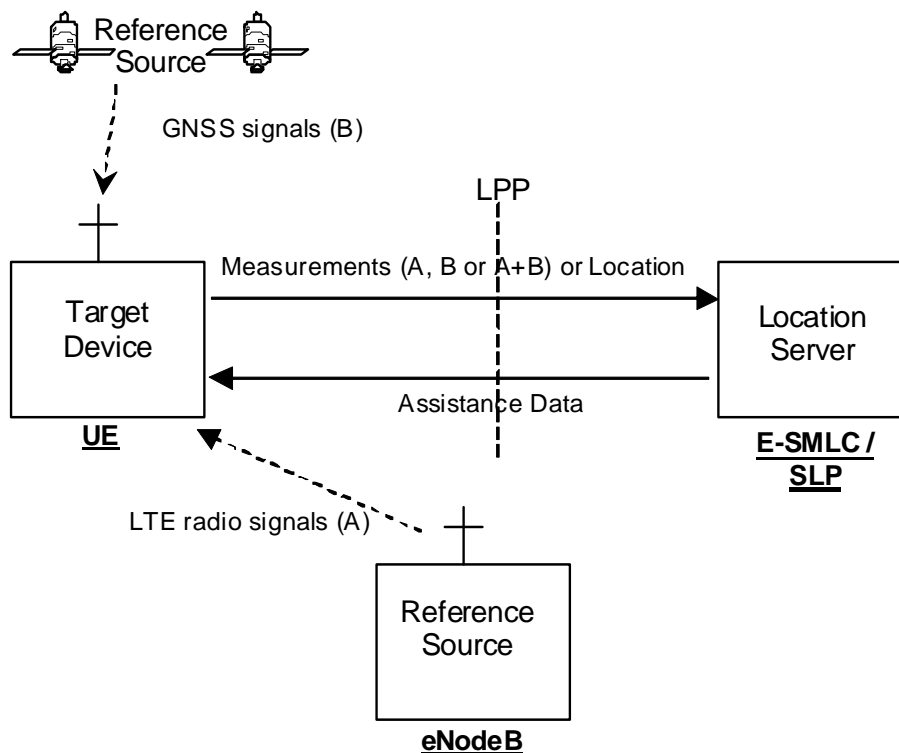 Reference
Source
GNSS signals (B)
LPP
Measurements (A, B or A+B) or Location
Target
Device
Location
Server
Assistance Data
UE
E-SMLC /
SLP
LTE radio signals (A)
Reference
Source
eNodeB